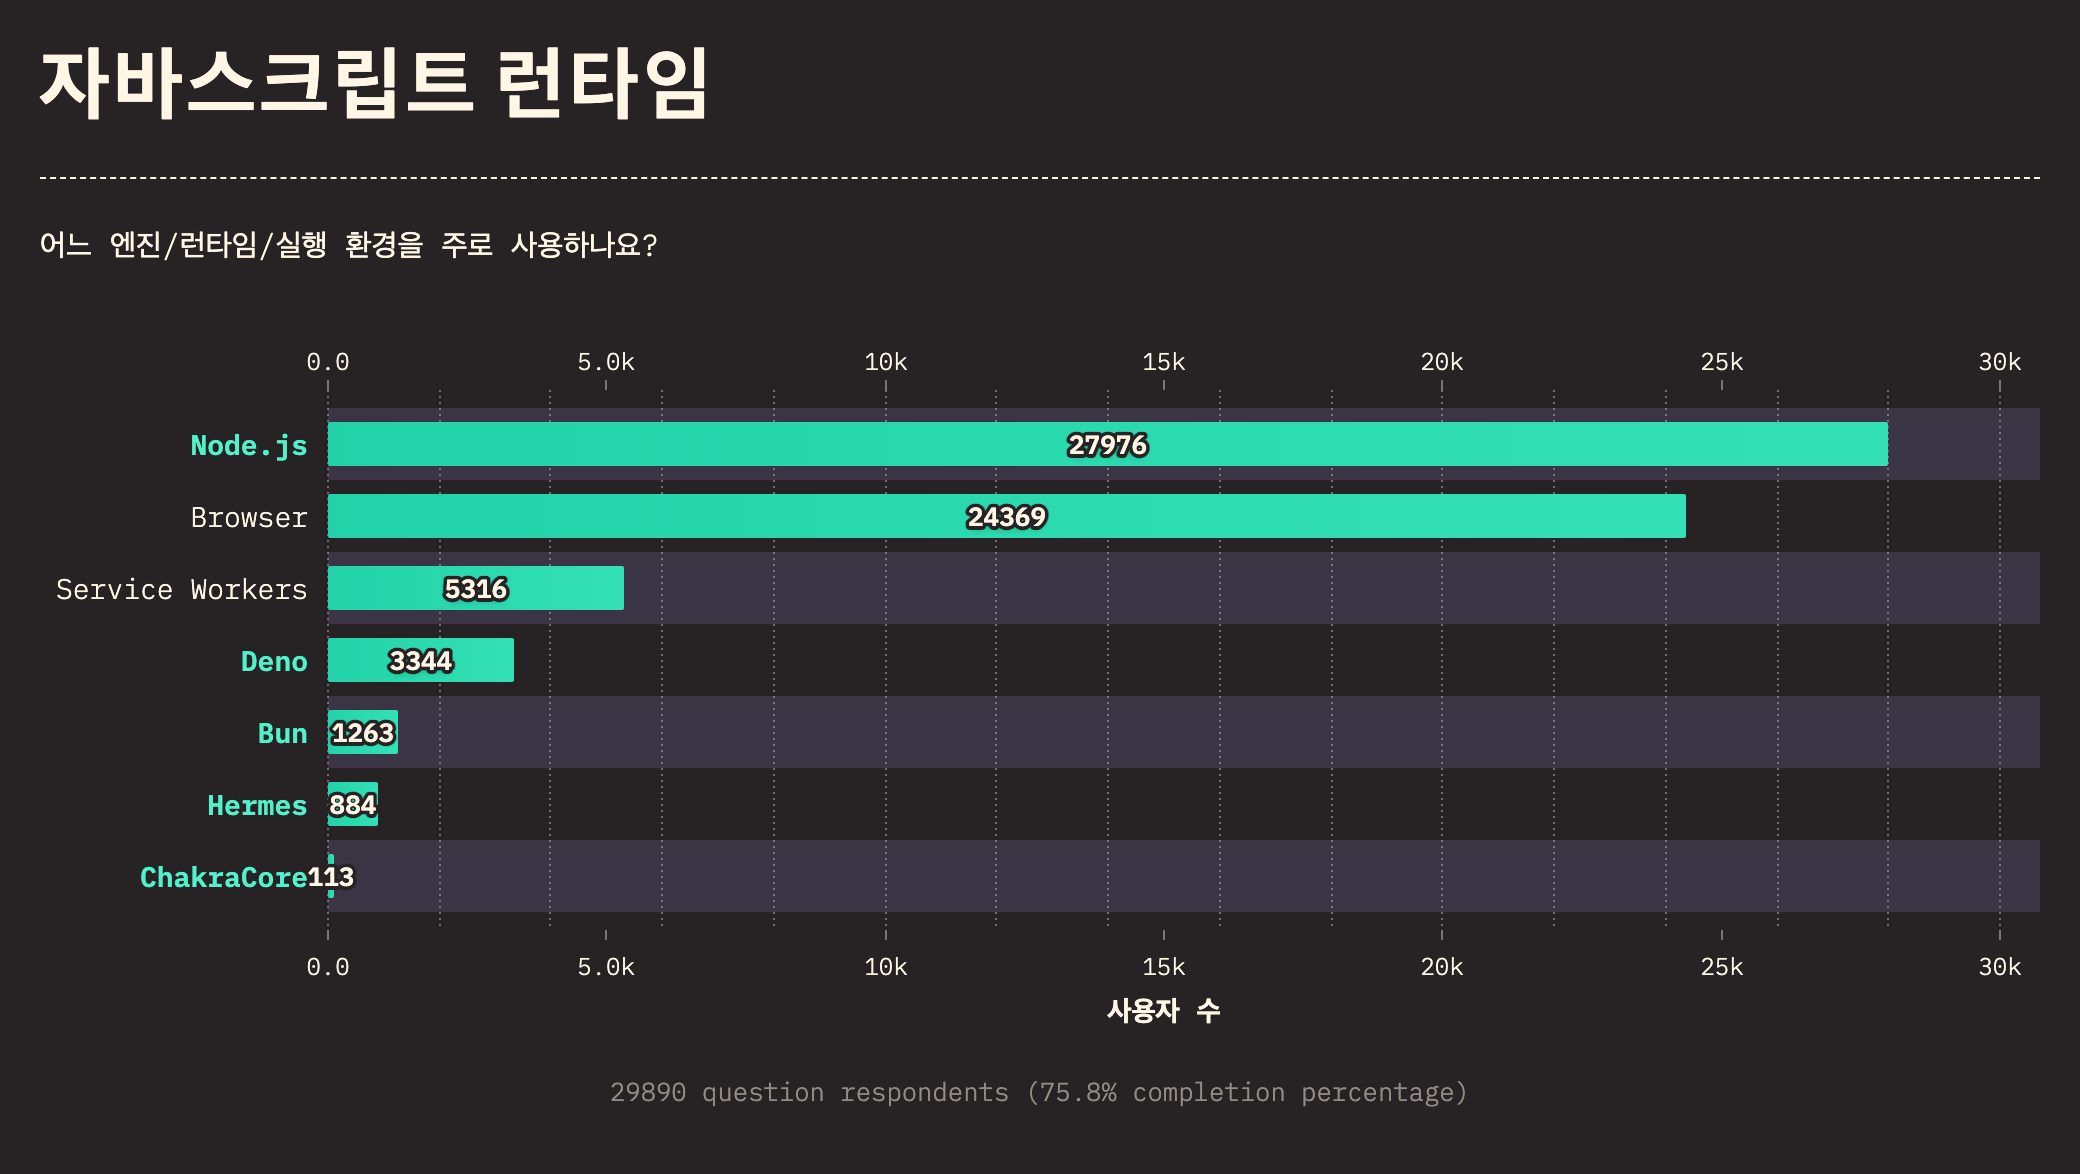 자바스크립트 런타임
어느 엔진/런타임/실행 환경을 주로 사용하나요?
0.0 5.0k 10k 15k 20k 25k 30k
Node.js 27976
Browser 24369
Service Workers 5316
Deno 3344
Bun 1263
Hermes 884
ChakraCore 113
0.0 5.0k 10k 15k 20k 25k 30k
사용자 수
29890 question respondents (75.8% completion percentage)